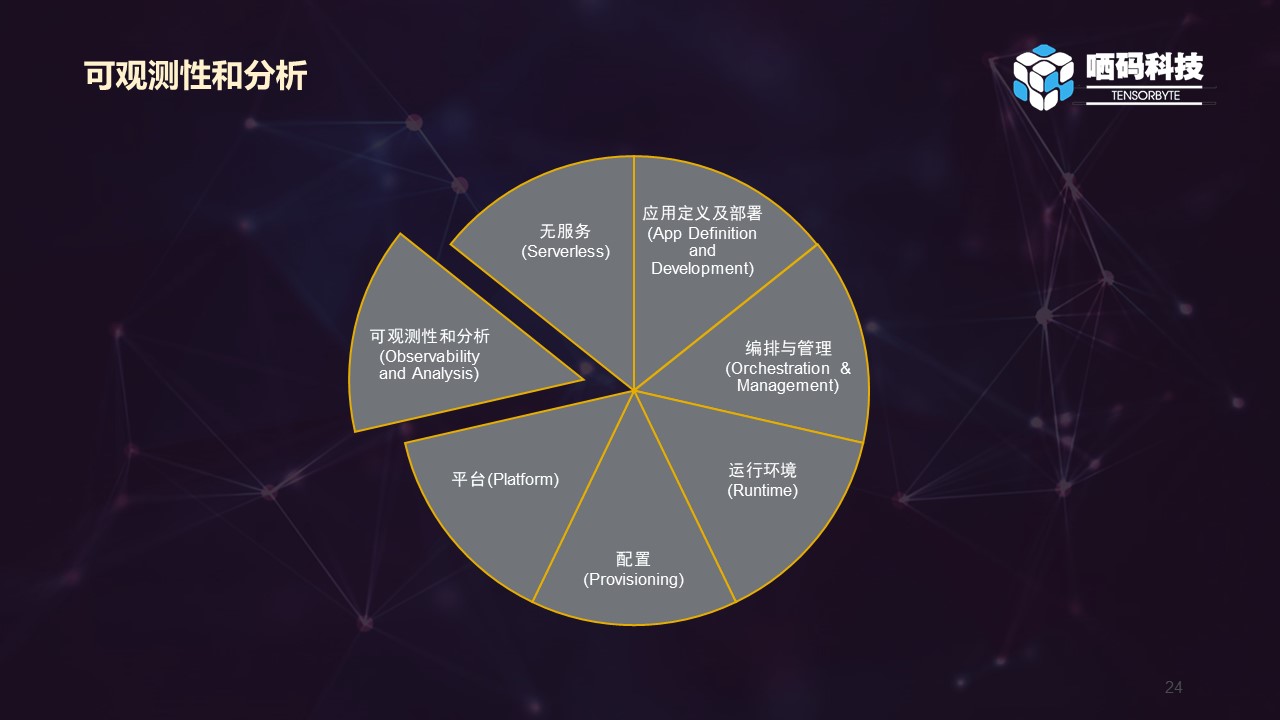 可观测性和分析
哂码科技
TENSORBYTE
无服务
(Serverless)
应用定义及部署
(App Definition
and
Development)
可观测性和分析
(Observability
and Analysis)
编排与管理
(Orchestration &
Management)
平台(Platform)
运行环境
(Runtime)
配置
(Provisioning)
24